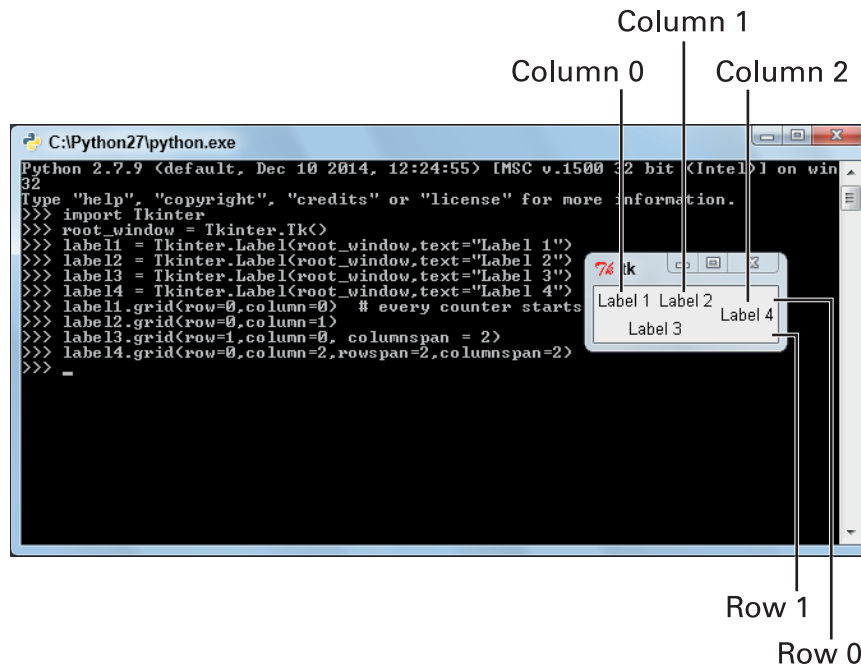 Column 1
Column 0
Column 2
C:\Python27\python.exe
Python 2.7.9 (default, Dec 10 2014, 12:24:55) [MSC v.1500 32 bit (Intel)] on win
32
Type "help", "copyright", "credits" or "license" for more information.
>>> import Tkinter
>>> root_window = Tkinter.Tk()
>>> label1 = Tkinter.Label(root_window,text="Label 1")
>>> label2 = Tkinter.Label(root_window,text="Label 2")
>>> label3 = Tkinter.Label(root_window,text="Label 3")
>>> label4 = Tkinter.Label(root_window,text="Label 4")
>>> label1.grid(row=0,column=0)  # every counter starts
>>> label2.grid(row=0,column=1)
>>> label3.grid(row=1,column=0, columnspan = 2)
>>> label4.grid(row=0,column=2,rowspan=2,columnspan=2)
>>> _
tk
Label 1 Label 2
Label 4
Label 3
Row 1
Row 0